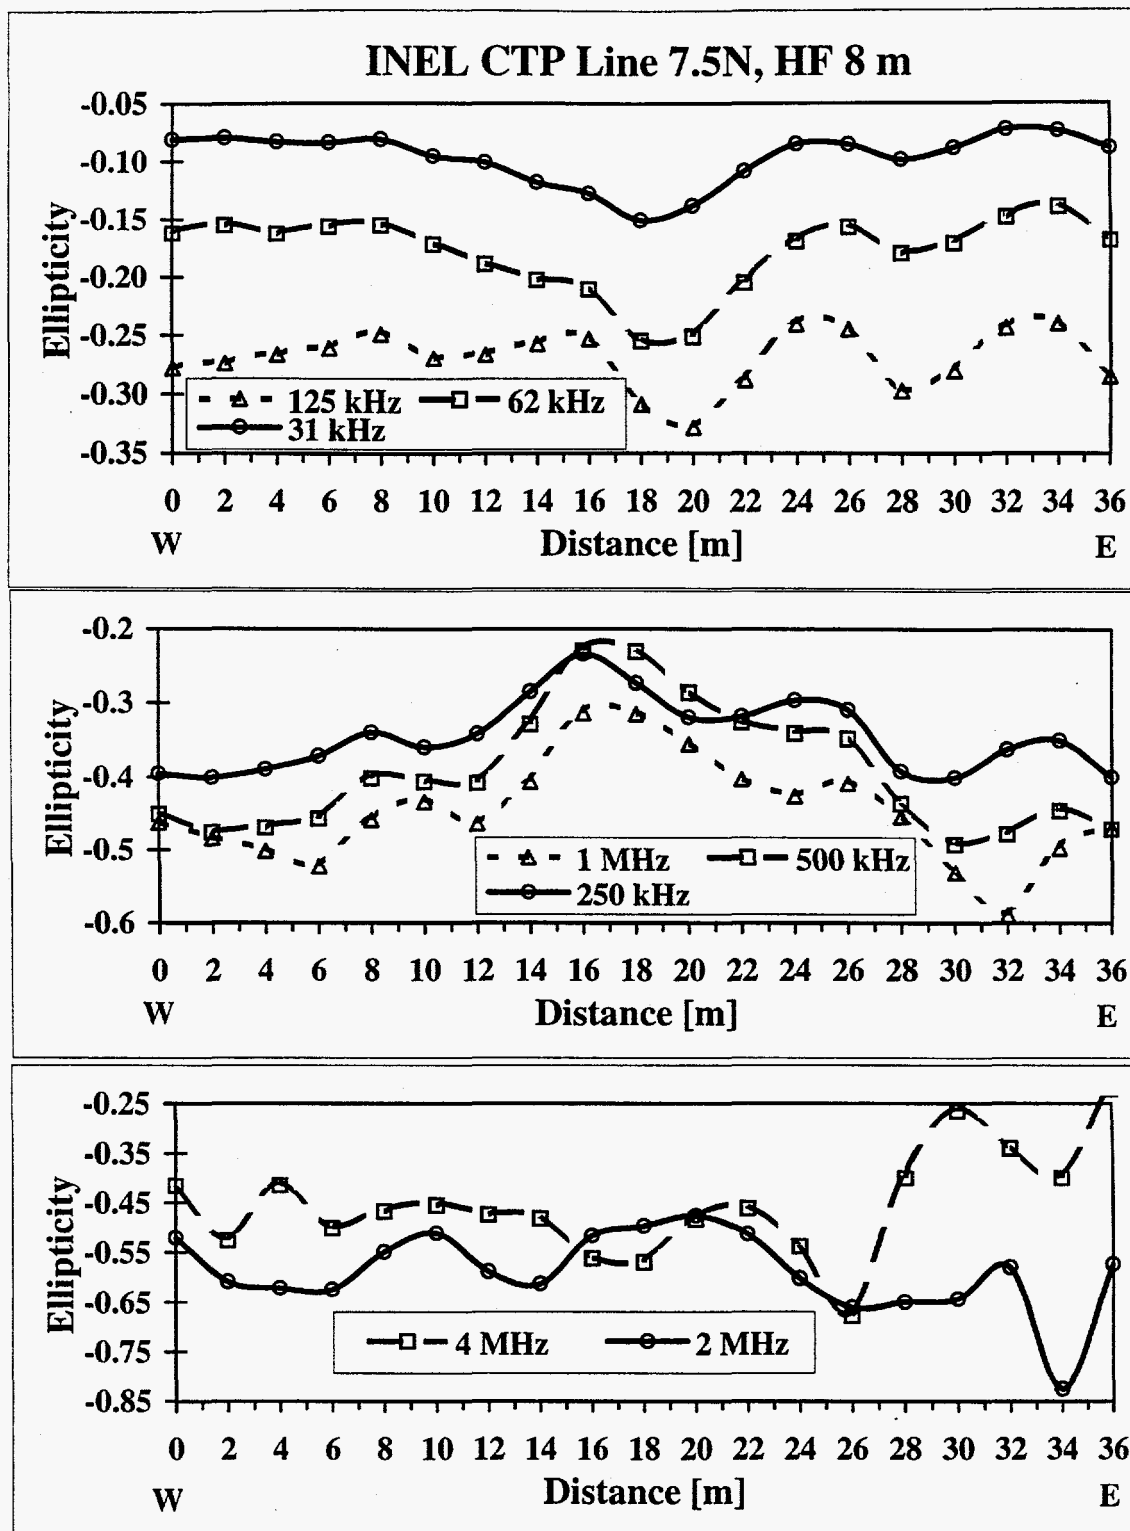 INEL CTP Line 7.5N, HF 8 m
Ellipticity
-0.05
-0.10
-0.15
-0.20
-0.25
-0.30
-0.35
125 kHz 62 kHz
31 kHz
0 2 4 6 8 10 12 14 16 18 20 22 24 26 28 30 32 34 36
W Distance [m] E
Ellipticity
-0.2
-0.3
-0.4
-0.5
-0.6
1 MHz 500 kHz
250 kHz
0 2 4 6 8 10 12 14 16 18 20 22 24 26 28 30 32 34 36
W Distance [m] E
Ellipticity
-0.25
-0.35
-0.45
-0.55
-0.65
-0.75
-0.85
4 MHz 2 MHz
0 2 4 6 8 10 12 14 16 18 20 22 24 26 28 30 32 34 36
W Distance [m] E